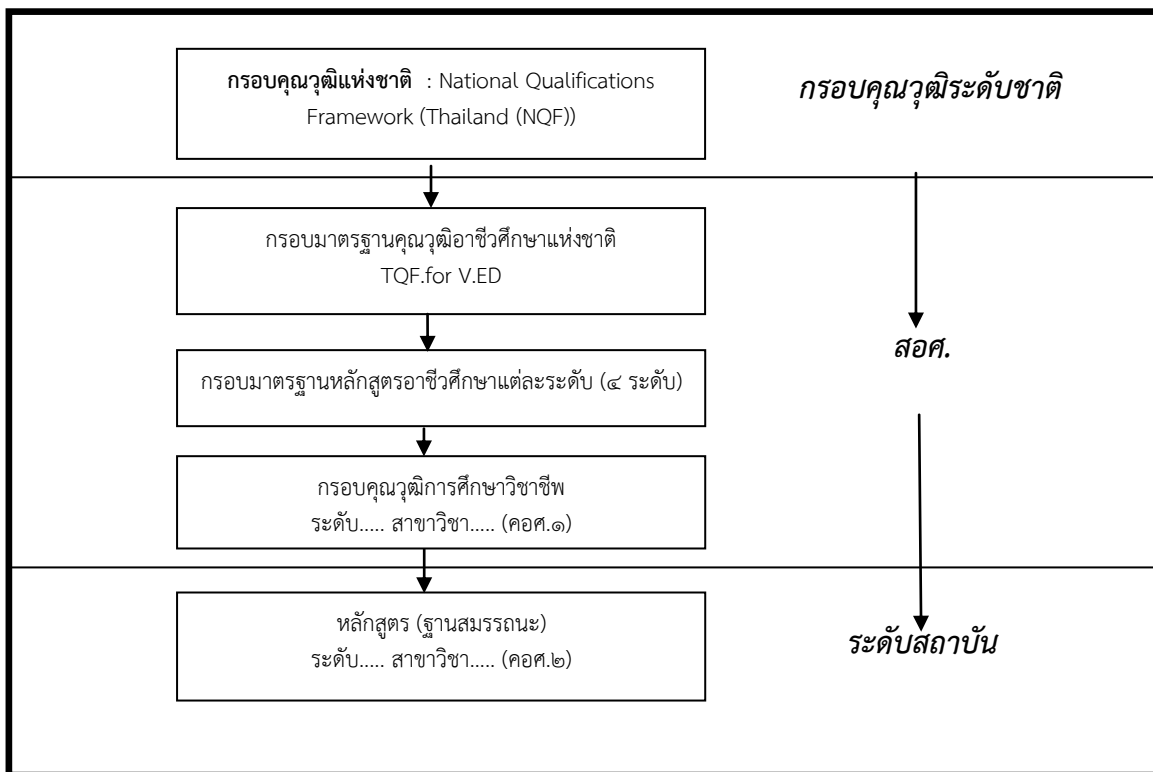 กรอบคุณวุฒิแห่งชาติ : National Qualifications
Framework (Thailand (NQF))
กรอบคุณวุฒิระดับชาติ
กรอบมาตรฐานคุณวุฒิอาชีวศึกษาแห่งชาติ
TQF.for V.ED
สอศ.
กรอบมาตรฐานหลักสูตรอาชีวศึกษาแต่ละระดับ (๔ ระดับ)
กรอบคุณวุฒิการศึกษาวิชาชีพ
ระดับ..... สาขาวิชา..... (คอศ.๑)
หลักสูตร (ฐานสมรรถนะ)
ระดับ..... สาขาวิชา..... (คอศ.๒)
ระดับสถาบัน